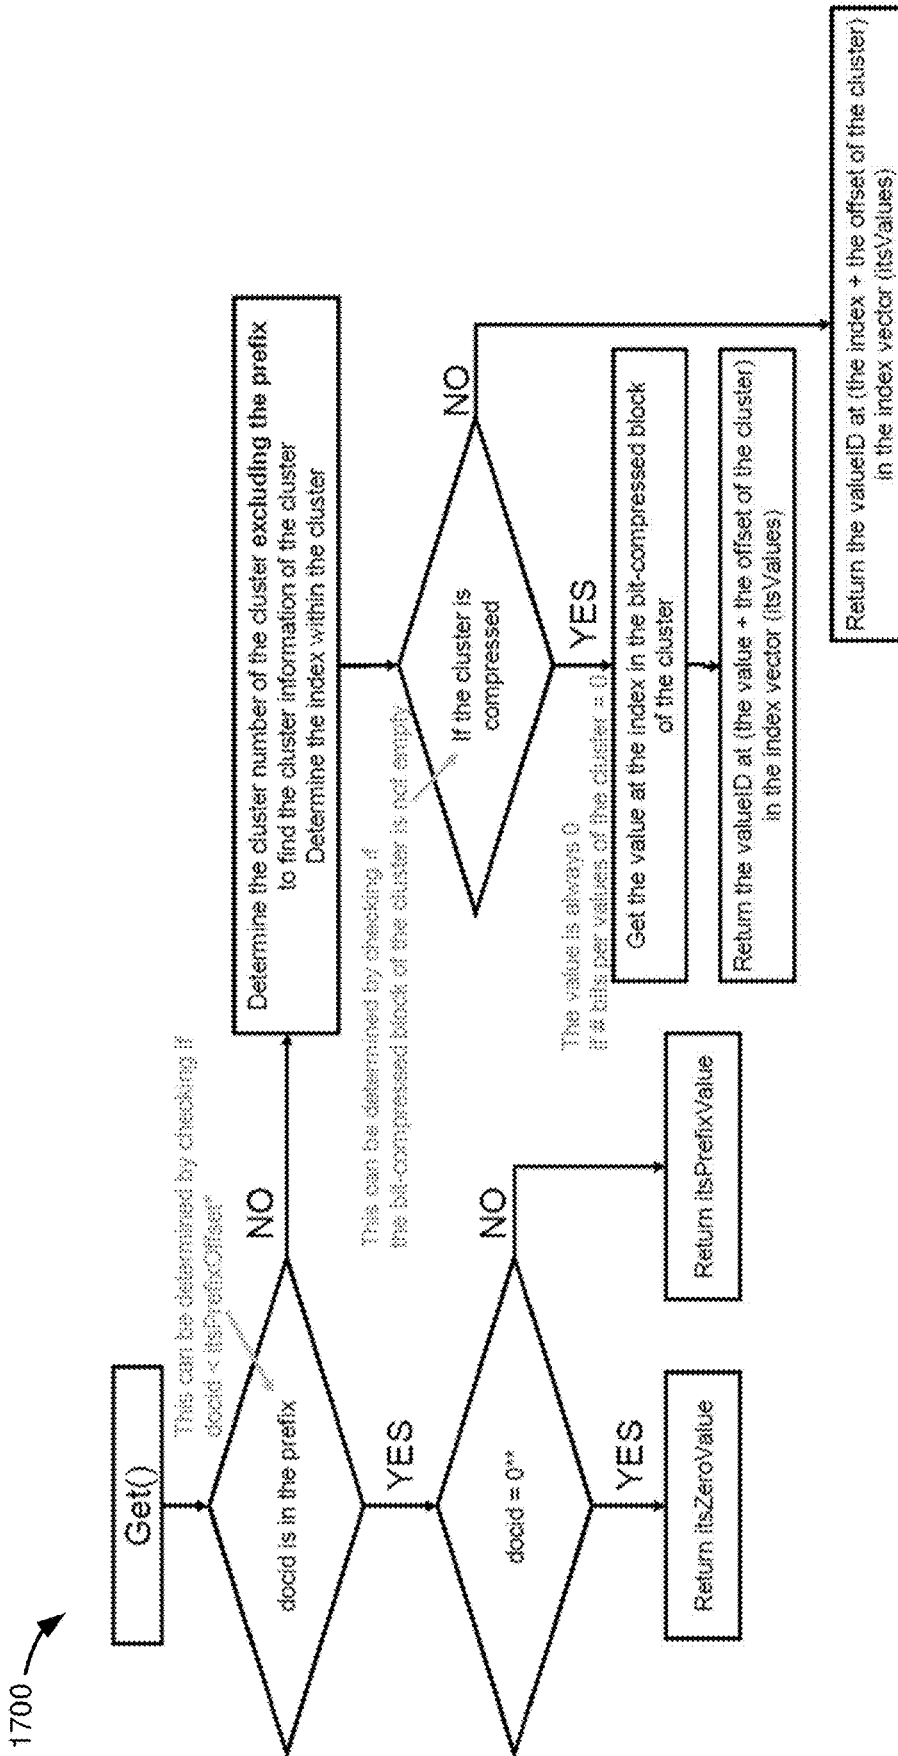 1700
Get()
This can be determined by checking if
docid < itsPrefixOffset*
docid is in the prefix
NO
YES
docid = 0**
NO
YES
Return itsZeroValue
Return itsPrefixValue
Determine the cluster number of the cluster excluding the prefix
to find the cluster information of the cluster
Determine the index within the cluster
This can be determined by checking if
the bit-compressed block of the cluster is not empty
If the cluster is
compressed
NO
YES
The value is always 0
if # bits per values of the cluster = 0
Get the value at the index in the bit-compressed block
of the cluster
Return the valueID at (the value + the offset of the cluster)
in the index vector (itsValues)
Return the valueID at (the index + the offset of the cluster)
in the index vector (itsValues)